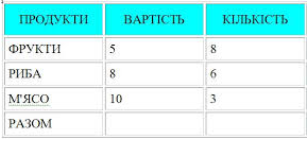 ПРОДУКТИ ВАРТІСТЬ КІЛЬКІСТЬ
ФРУКТИ 5 8
РИБА 8 6
М'ЯСО 10 3
РАЗОМ